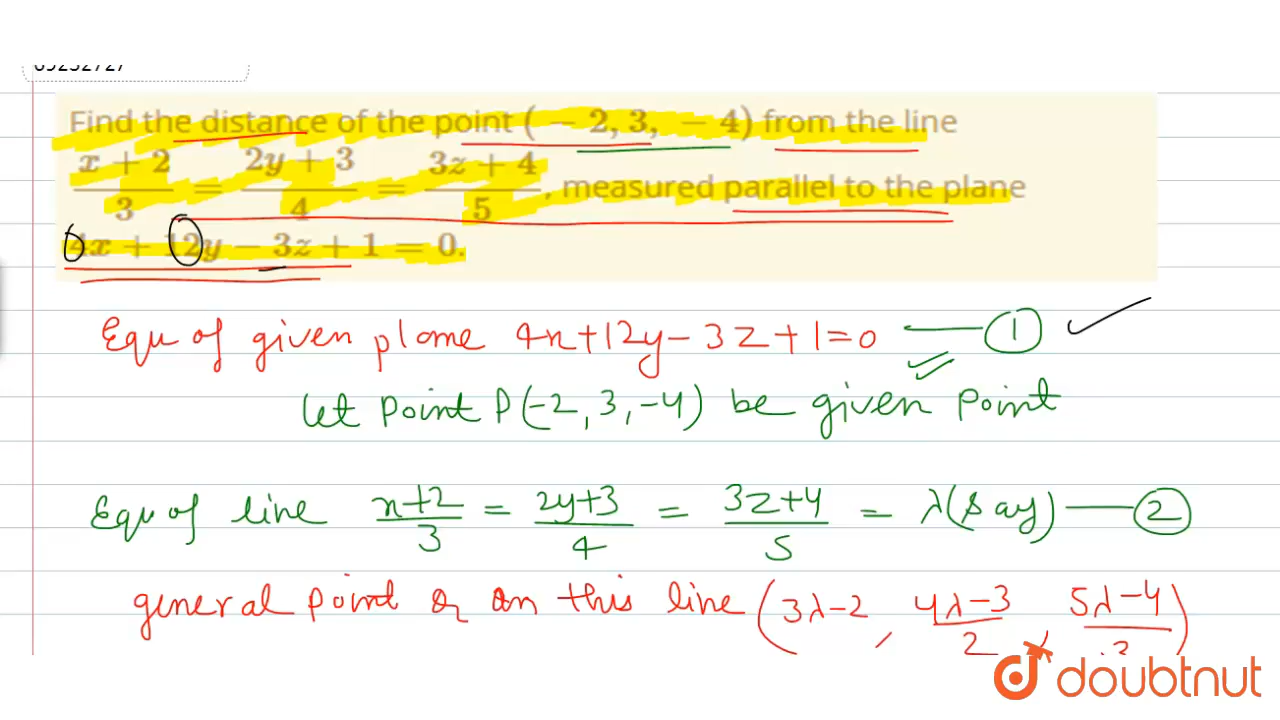 Find the distance of the point (−2, 3, −4) from the line
(x + 2)/3 = (2y + 3)/4 = (3z + 4)/5, measured parallel to the plane
4x + 12y − 3z + 1 = 0.
Equ of given plane 4x+12y-3z+1=0 — 1
let point P(-2, 3, -4) be given point
Equ of line (x+2)/3 = (2y+3)/4 = (3z+4)/5 = λ(say) — 2
general point on this line (3λ-2, (4λ-3)/2, (5λ-4)/3)
doubtnut